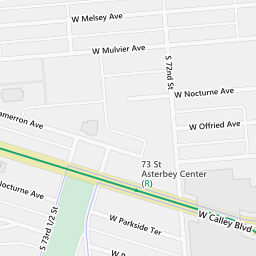 W Melsey Ave
W Mulvier Ave
S 72nd St
W Nocturne Ave
W Offried Ave
amerron Ave
73 St
Asterbey Center
(R)
Nocturne Ave
S 73rd 1/2 St
W Parkside Ter
W Calley Blvd